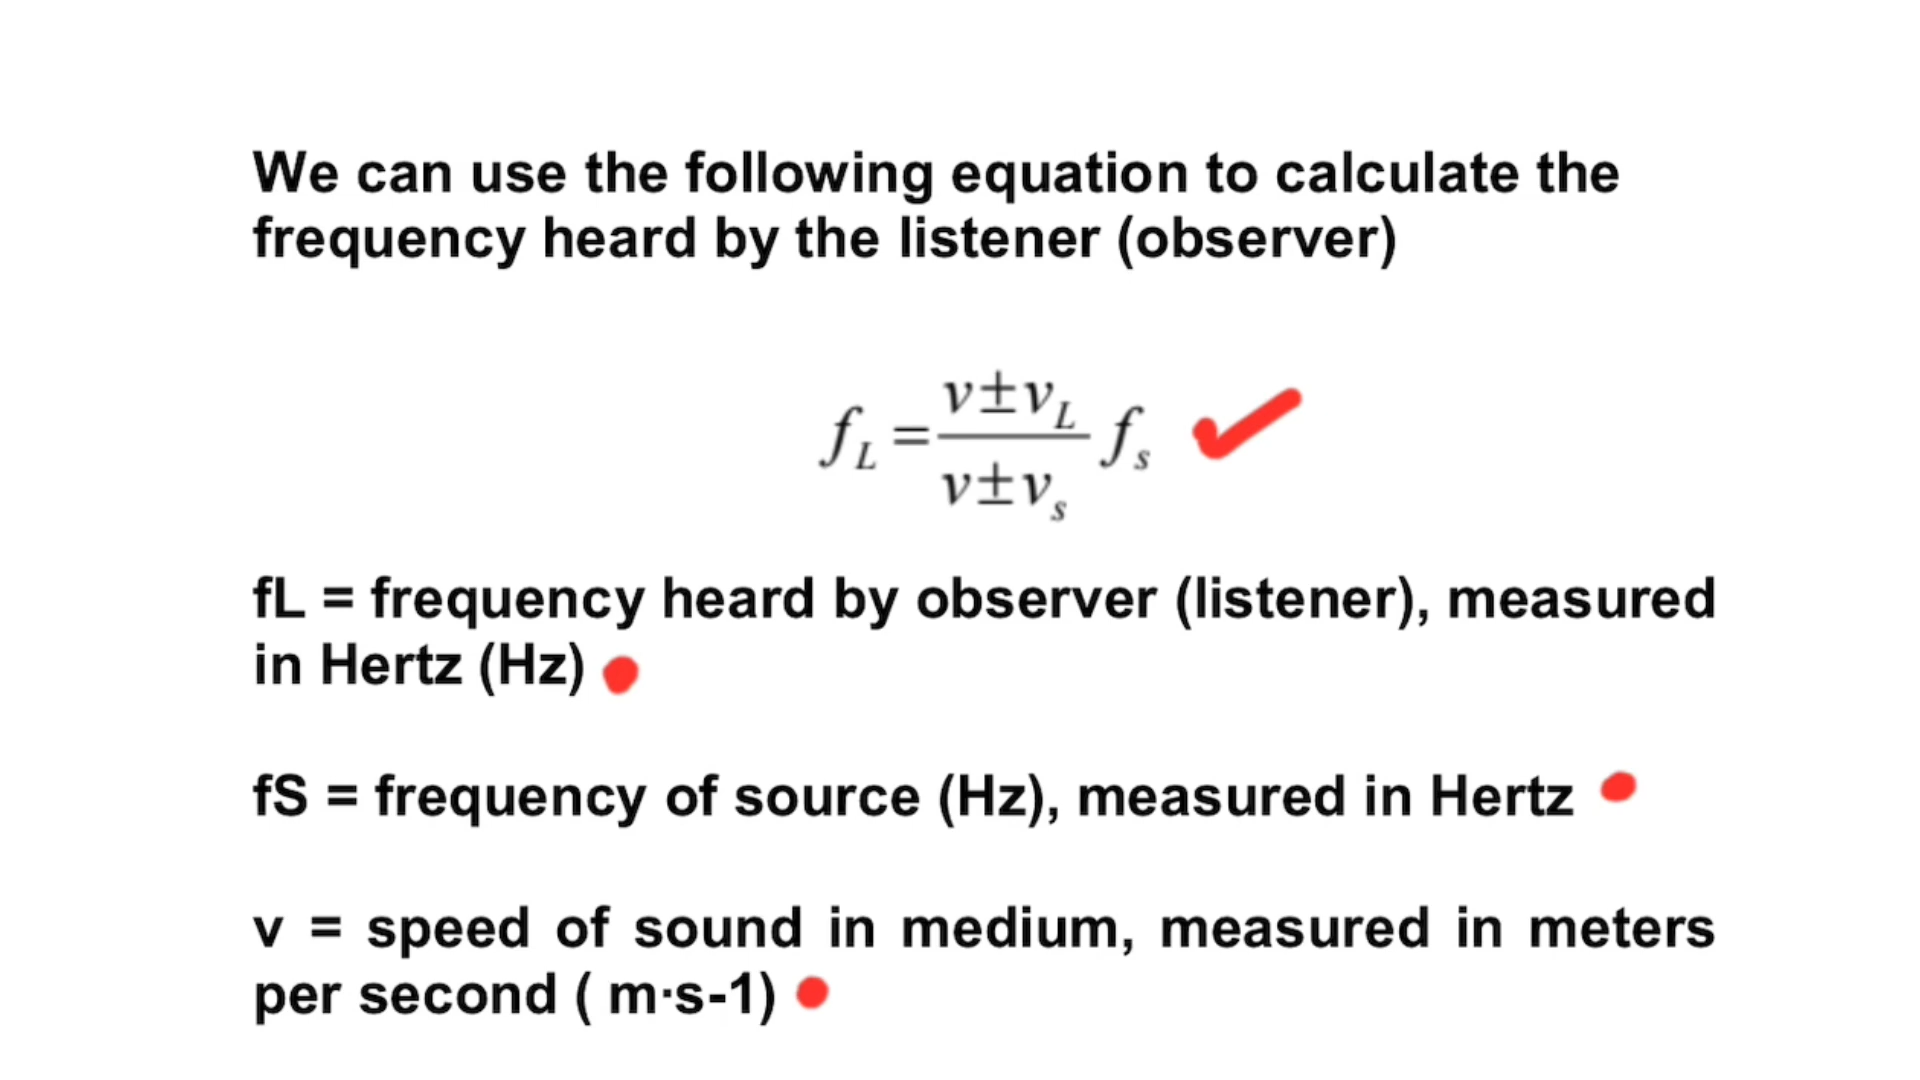 We can use the following equation to calculate the
frequency heard by the listener (observer)
f_L = (v ± v_L) / (v ± v_s) f_s
fL = frequency heard by observer (listener), measured
in Hertz (Hz)
fS = frequency of source (Hz), measured in Hertz
v = speed of sound in medium, measured in meters
per second ( m·s-1)